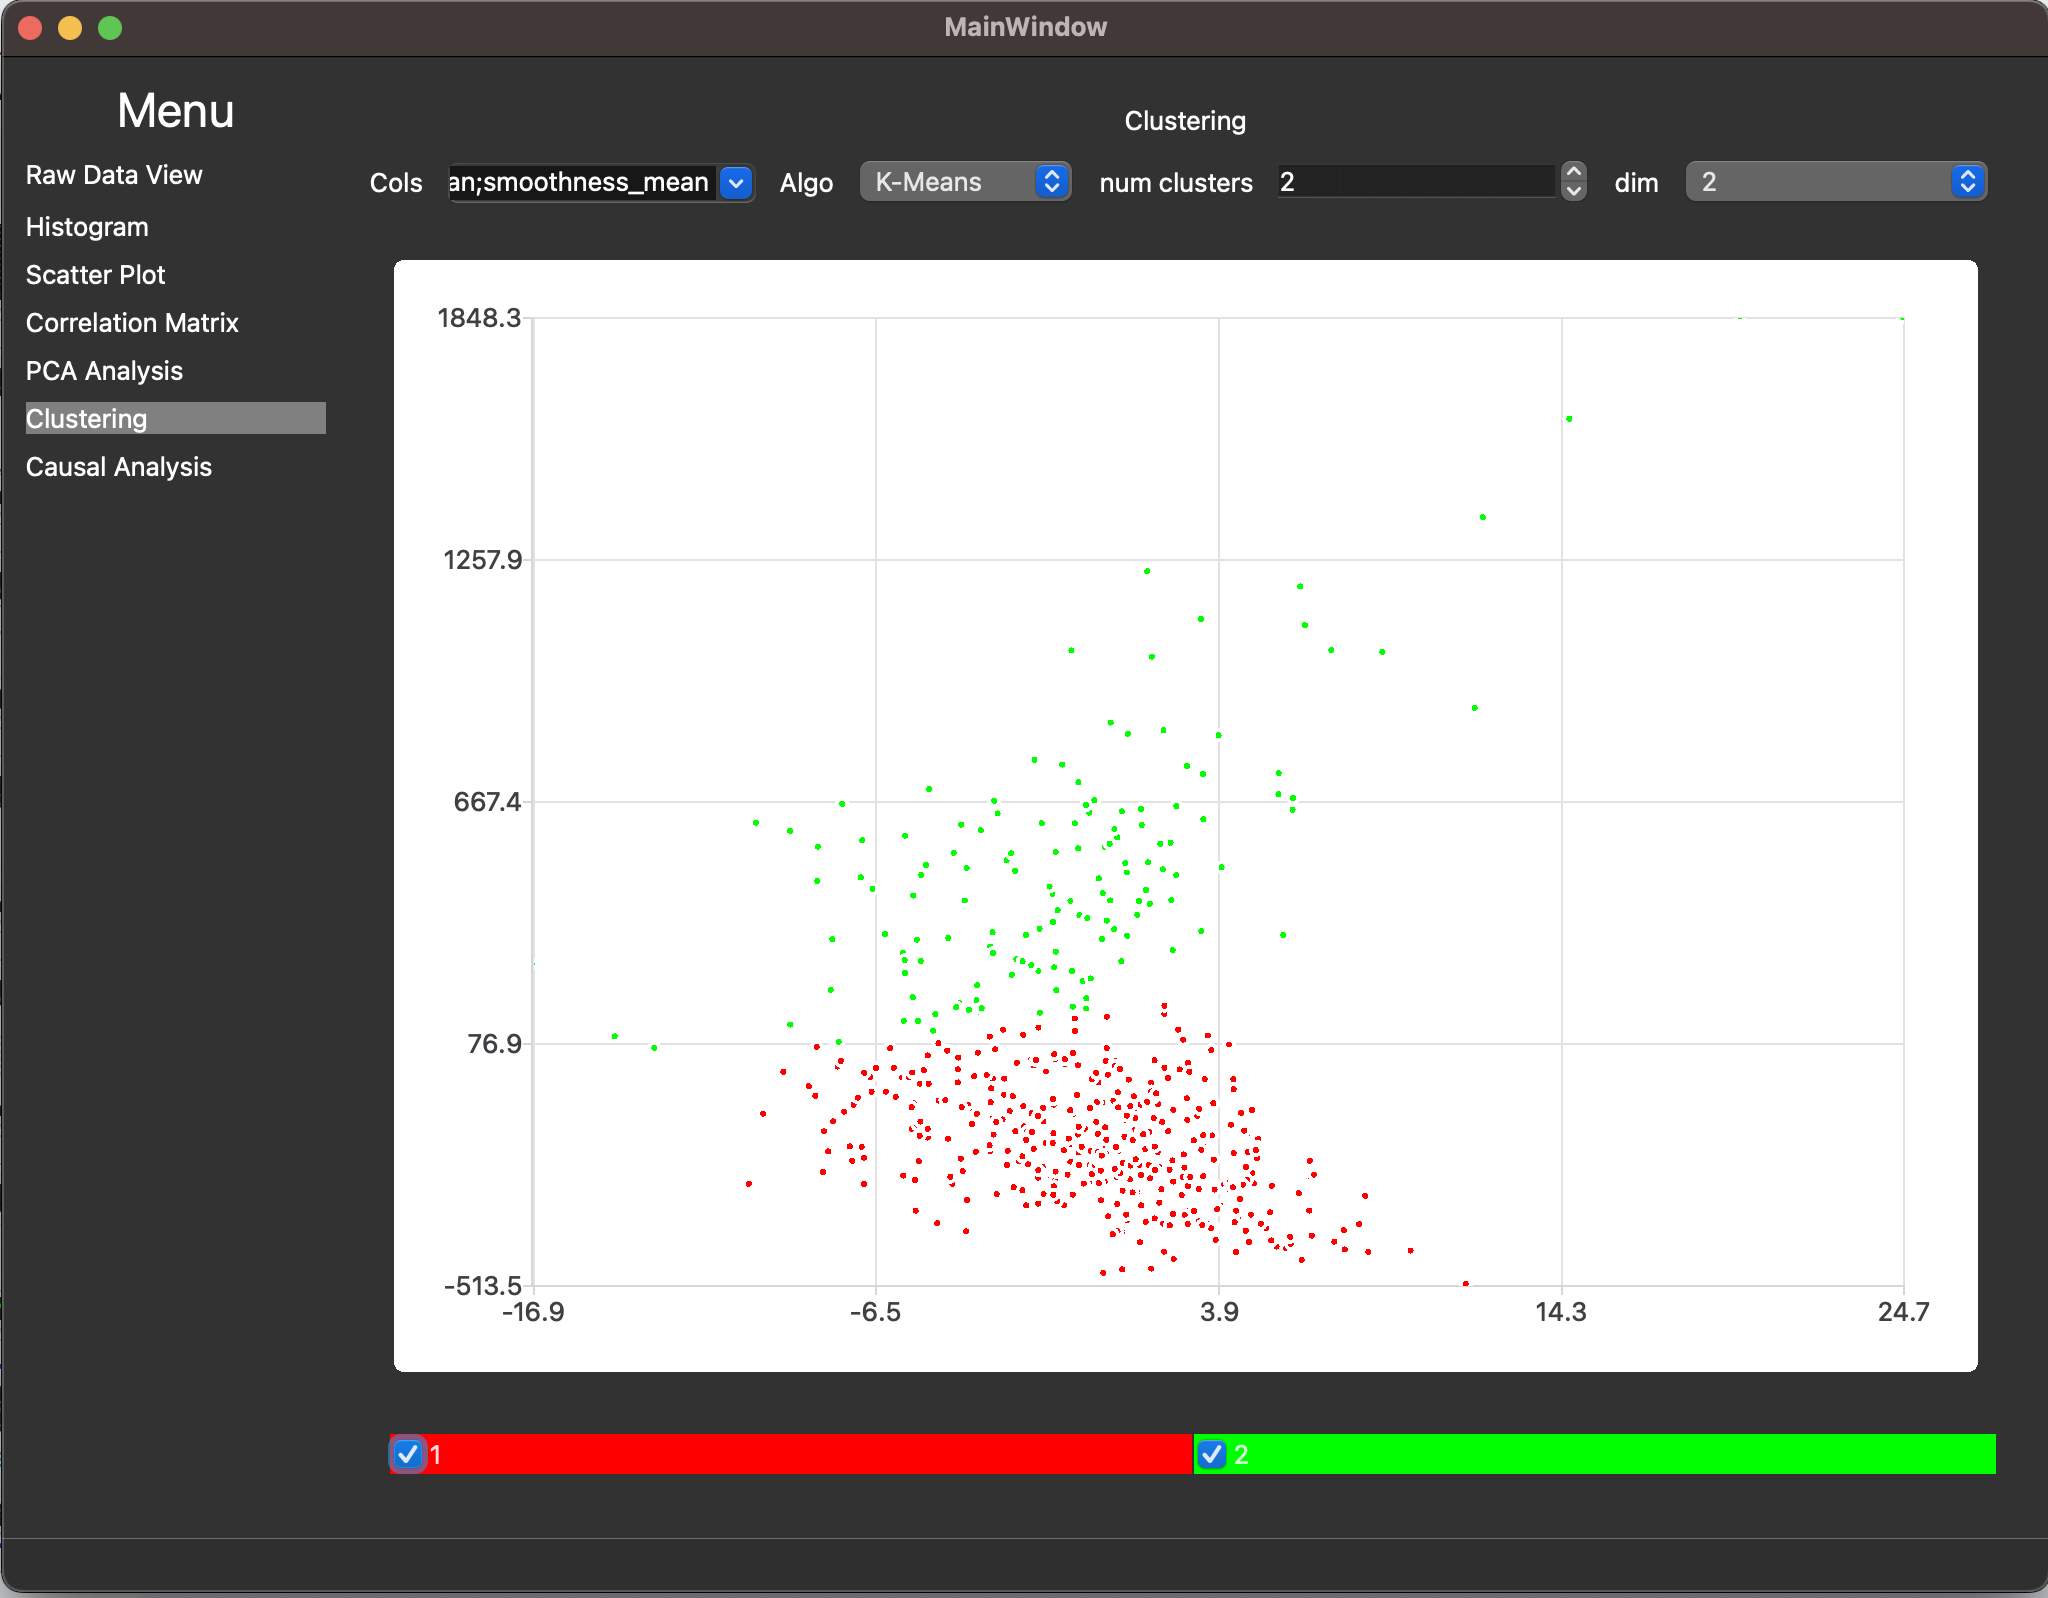 MainWindow
Menu
Clustering
Raw Data View
Histogram
Scatter Plot
Correlation Matrix
PCA Analysis
Clustering
Causal Analysis
Cols an;smoothness_mean Algo K-Means num clusters 2 dim 2
1848.3
1257.9
667.4
76.9
-513.5
-16.9 -6.5 3.9 14.3 24.7
1 2